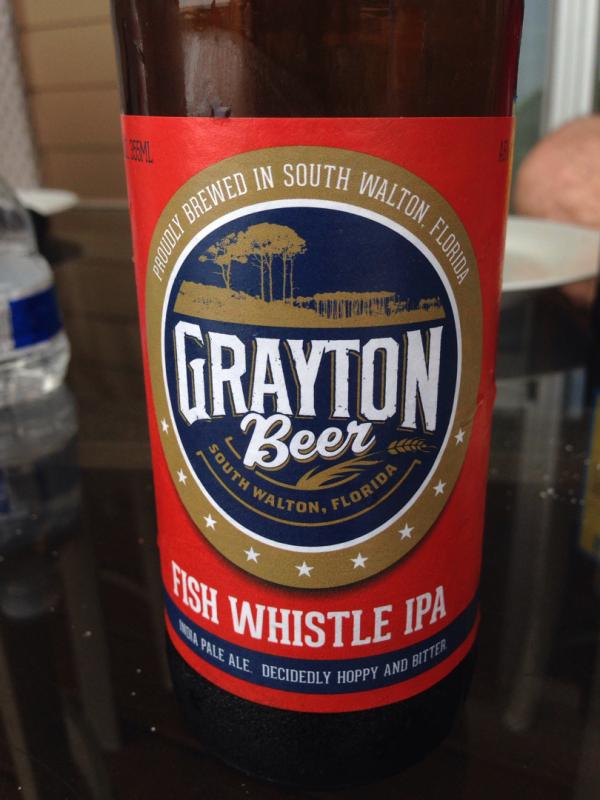 355ML
PROUDLY BREWED IN SOUTH WALTON, FLORIDA
GRAYTON
Beer
SOUTH WALTON, FLORIDA
FISH WHISTLE IPA
INDIA PALE ALE. DECIDEDLY HOPPY AND BITTER.